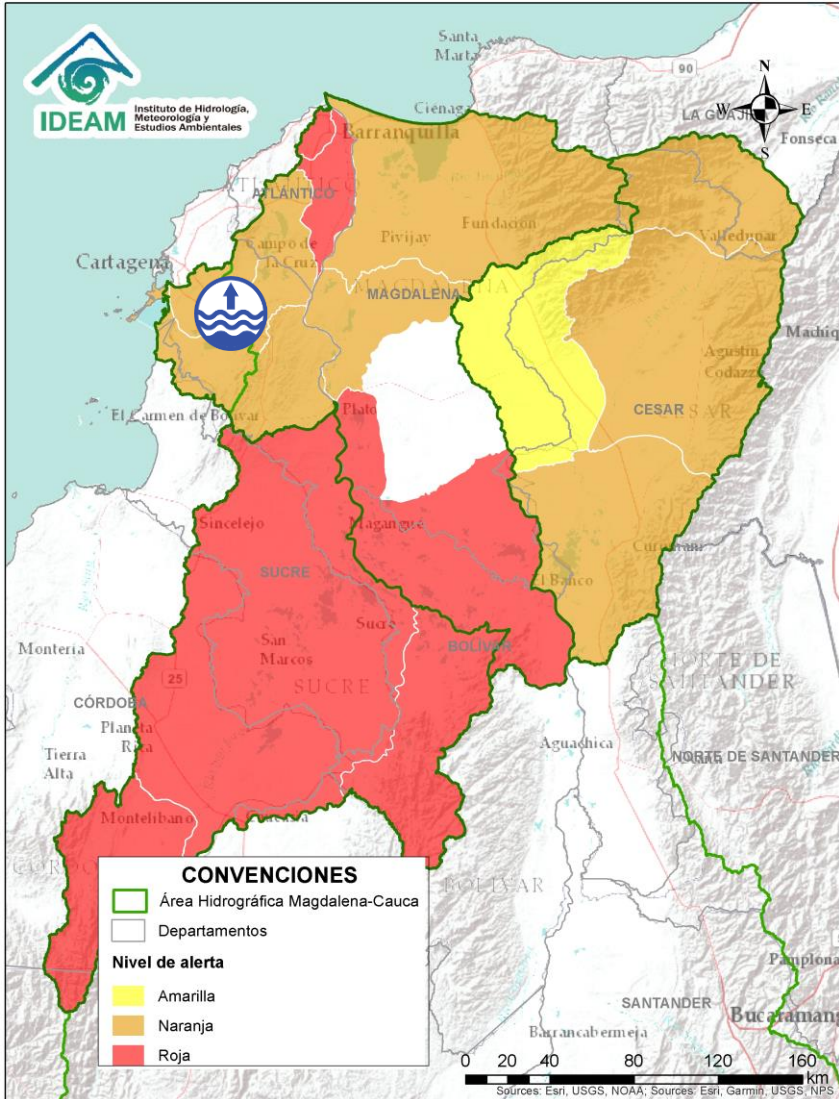 IDEAM
Instituto de Hidrología,
Meteorología y
Estudios Ambientales
Santa
Marta
90
N
W
E
S
Ciénaga
LA GUAJIRA
Fonseca
Barranquilla
ATLÁNTICO
Cartagena
Campo de
la Cruz
Pivijay
Fundación
Valledupar
MAGDALENA
Agustín
Codazzi
El Carmen de Bolívar
Plato
CESAR
CESAR
Sincelejo
Magangué
SUCRE
Curumaní
El Banco
Montería
San
Marcos
Sucre
BOLÍVAR
SUCRE
25
NORTE DE
SANTANDER
CÓRDOBA
Planeta
Rica
Tierra
Alta
Aguachica
NORTE DE SANTANDER
Montelíbano
BOLÍVAR
CONVENCIONES
Área Hidrográfica Magdalena-Cauca
Departamentos
Nivel de alerta
Amarilla
Naranja
Roja
Pamplona
SANTANDER
Bucaramang
Barrancabermeja
0 20 40 80 120 160
km
Sources: Esri, USGS, NOAA; Sources: Esri, Garmin, USGS, NPS